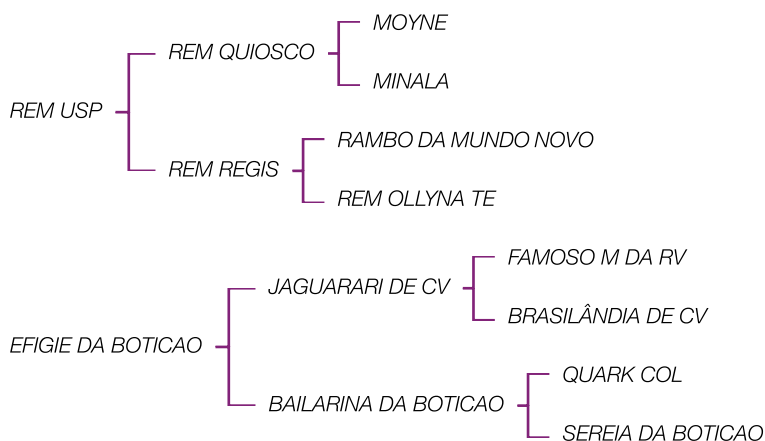 MOYNE
REM QUIOSCO
MINALA
REM USP
RAMBO DA MUNDO NOVO
REM REGIS
REM OLLYNA TE
FAMOSO M DA RV
JAGUARARI DE CV
BRASILÂNDIA DE CV
EFIGIE DA BOTICAO
QUARK COL
BAILARINA DA BOTICAO
SEREIA DA BOTICAO